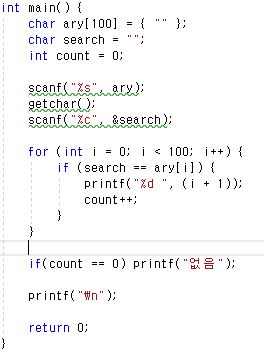 int main() {
    char ary[100] = { "" };
    char search = "";
    int count = 0;

    scanf("%s", ary);
    getchar();
    scanf("%c", &search);

    for (int i = 0; i < 100; i++) {
        if (search == ary[i]) {
            printf("%d ", (i + 1));
            count++;
        }
    }

    if(count == 0) printf("없음");

    printf("₩n");

    return 0;
}